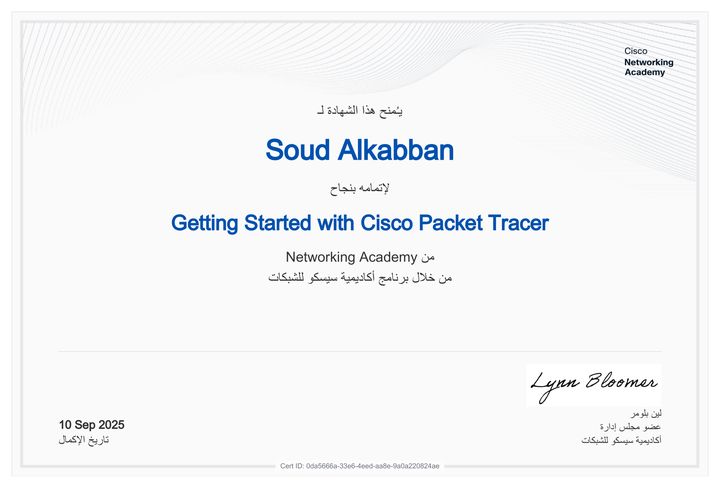 Cisco
Networking
Academy
يُمنح هذا الشهادة لـ
Soud Alkabban
لإتمامه بنجاح
Getting Started with Cisco Packet Tracer
من Networking Academy
من خلال برنامج أكاديمية سيسكو للشبكات
Lynn Bloomer
لين بلومر
عضو مجلس إدارة
أكاديمية سيسكو للشبكات
10 Sep 2025
تاريخ الإكمال
Cert ID: 0da5666a-33e6-4eed-aa8e-9a0a220824ae